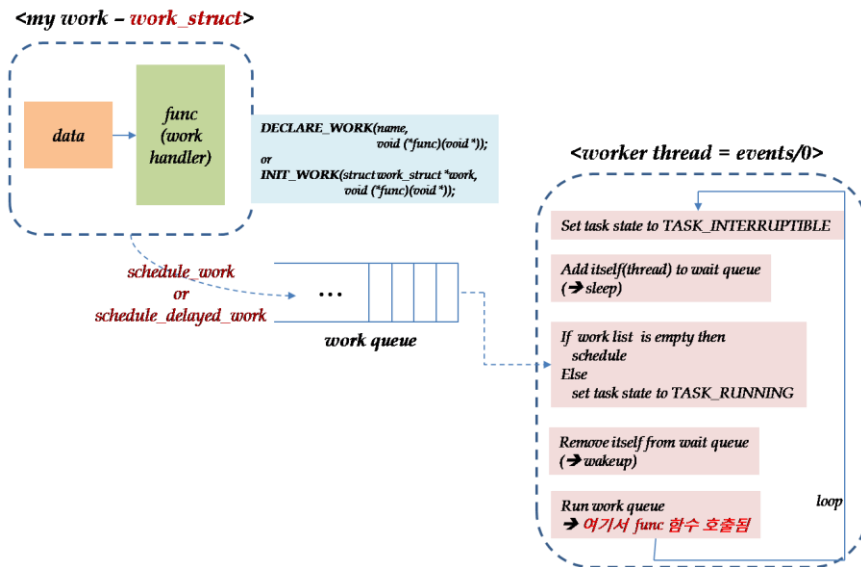 <my work – work_struct>
data
func
(work
handler)
DECLARE_WORK(name,
void (*func)(void *));
or
INIT_WORK(struct work_struct *work,
void (*func)(void *));
schedule_work
or
schedule_delayed_work
...
work queue
<worker thread = events/0>
Set task state to TASK_INTERRUPTIBLE
Add itself(thread) to wait queue
(➔ sleep)
If work list is empty then
schedule
Else
set task state to TASK_RUNNING
Remove itself from wait queue
(➔ wakeup)
Run work queue
➔ 여기서 func 함수 호출됨
loop